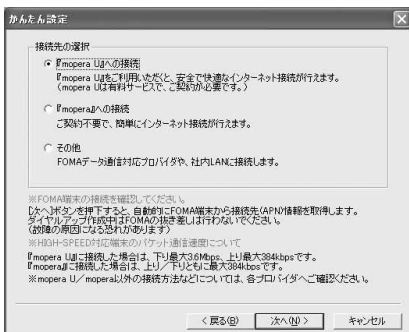 かんたん設定
接続先の選択
『mopera U』への接続
『mopera U』をご利用いただくと、安全で快適なインターネット接続が行えます。
(mopera Uは有料サービスで、ご契約が必要です。)
『mopera』への接続
ご契約不要で、簡単にインターネット接続が行えます。
その他
FOMAデータ通信対応プロバイダや、社内LANに接続します。
※FOMA端末の接続を確認してください。
[次へ]ボタンを押下すると、自動的にFOMA端末から接続先(APN)情報を取得します。
ダイヤルアップ作成中はFOMAの抜き差しは行わないでください。
(故障の原因になる恐れがあります)
※HIGH-SPEED対応端末のパケット通信速度について
『mopera U』に接続した場合は、下り最大3.6Mbps、上り最大384kbpsです。
『mopera』に接続した場合は、上り/下りともに最大384kbpsです。
※mopera U/mopera以外の接続方法などについては、各プロバイダへご確認ください。
< 戻る(B)
次へ(N) >
キャンセル